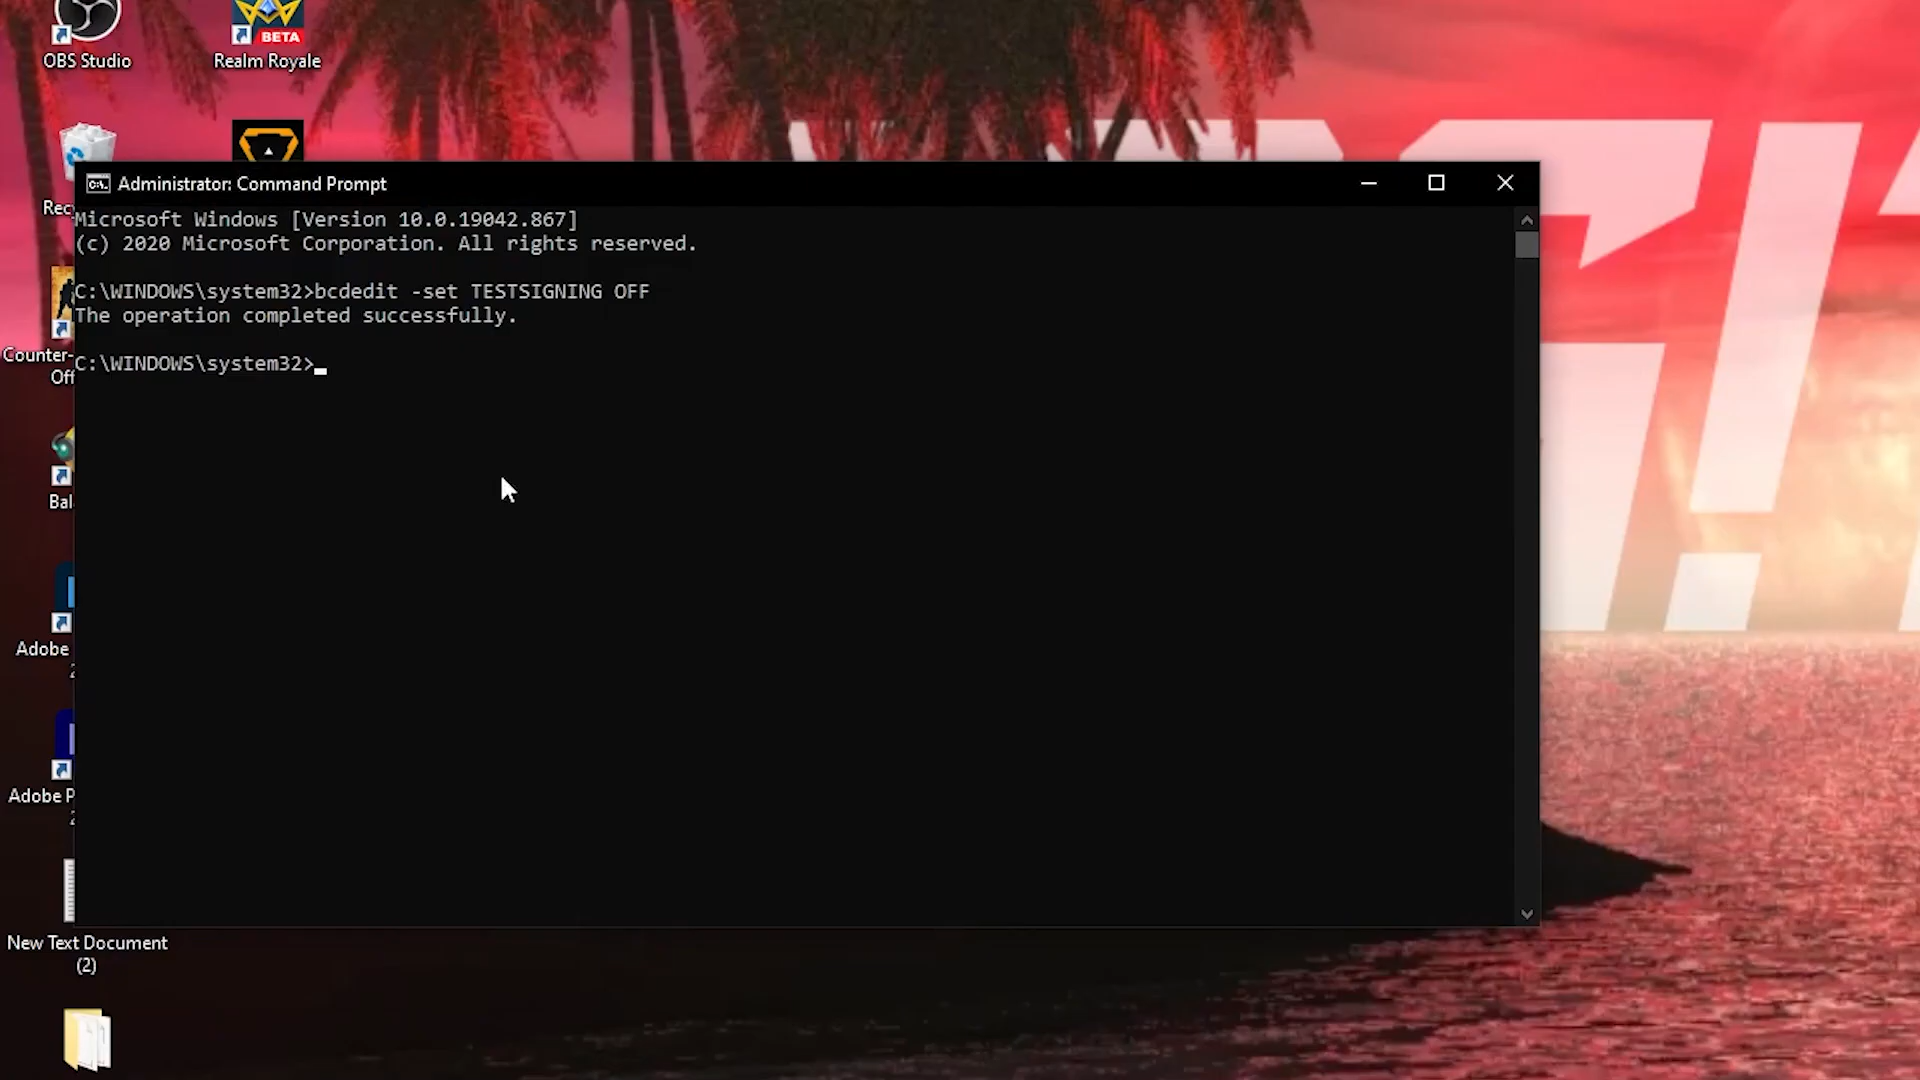 OBS Studio
BETA
Realm Royale
Administrator: Command Prompt
Microsoft Windows [Version 10.0.19042.867]
(c) 2020 Microsoft Corporation. All rights reserved.
C:\WINDOWS\system32>bcdedit -set TESTSIGNING OFF
The operation completed successfully.
C:\WINDOWS\system32>
Counter-
Adobe
Adobe P
New Text Document
(2)